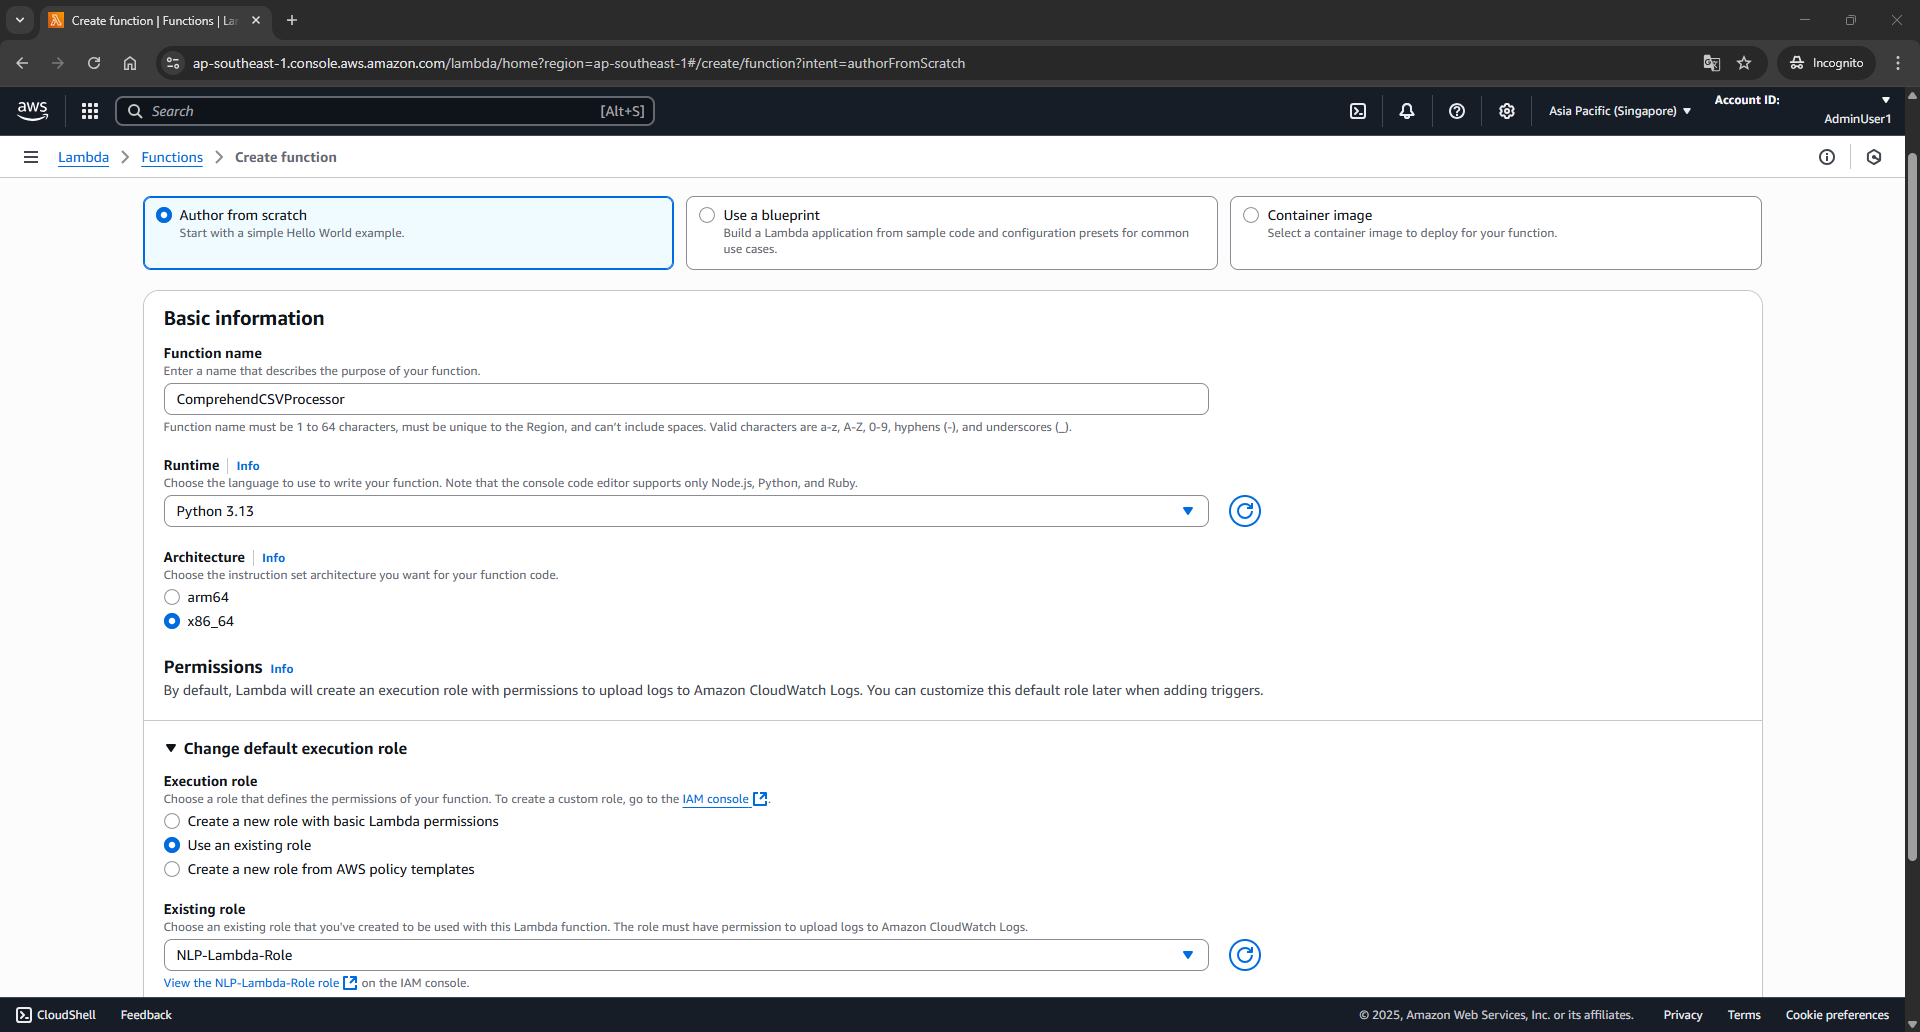 Create function | Functions | La
ap-southeast-1.console.aws.amazon.com/lambda/home?region=ap-southeast-1#/create/function?intent=authorFromScratch
Incognito
aws
Search
[Alt+S]
Asia Pacific (Singapore)
Account ID:
AdminUser1
Lambda > Functions > Create function
Author from scratch
Start with a simple Hello World example.
Use a blueprint
Build a Lambda application from sample code and configuration presets for common
use cases.
Container image
Select a container image to deploy for your function.
Basic information
Function name
Enter a name that describes the purpose of your function.
ComprehendCSVProcessor
Function name must be 1 to 64 characters, must be unique to the Region, and can't include spaces. Valid characters are a-z, A-Z, 0-9, hyphens (-), and underscores (_).
Runtime Info
Choose the language to use to write your function. Note that the console code editor supports only Node.js, Python, and Ruby.
Python 3.13
Architecture Info
Choose the instruction set architecture you want for your function code.
arm64
x86_64
Permissions Info
By default, Lambda will create an execution role with permissions to upload logs to Amazon CloudWatch Logs. You can customize this default role later when adding triggers.
Change default execution role
Execution role
Choose a role that defines the permissions of your function. To create a custom role, go to the IAM console.
Create a new role with basic Lambda permissions
Use an existing role
Create a new role from AWS policy templates
Existing role
Choose an existing role that you've created to be used with this Lambda function. The role must have permission to upload logs to Amazon CloudWatch Logs.
NLP-Lambda-Role
View the NLP-Lambda-Role role on the IAM console.
CloudShell
Feedback
© 2025, Amazon Web Services, Inc. or its affiliates.
Privacy
Terms
Cookie preferences